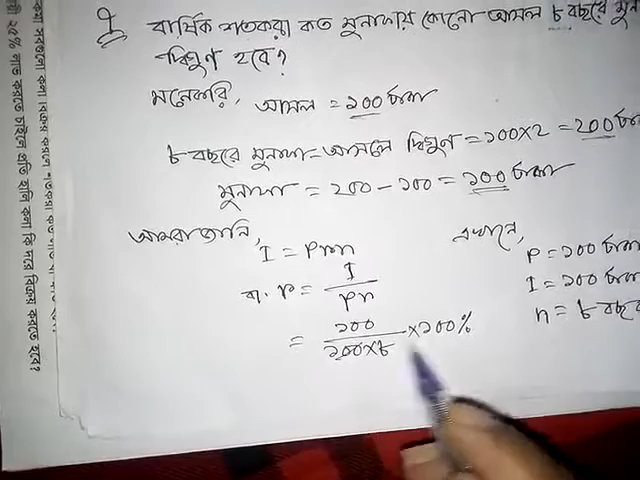 বার্ষিক শতকরা কত মুনাফায় কোনো আসল ৮ বছরে
দ্বিগুণ হবে?
মনেকরি, আসল = ১০০ টাকা
৮ বছরে মুনাফা-আসলে দ্বিগুণ = ১০০×২ = ২০০ টাকা
মুনাফা = ২০০ - ১০০ = ১০০ টাকা
আমরা জানি,
I = Prn
বা, r = I / Pn
= ১০০ / ১০০×৮ ×১০০%
এখানে,
P = ১০০ টাকা
I = ১০০ টাকা
n = ৮ বছর